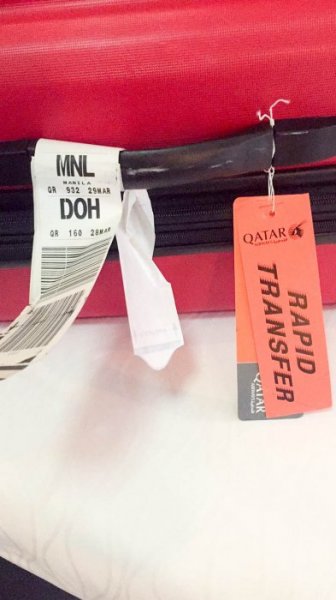 MNL
MANILA
QR 932 29MAR
DOH
QR 160 28MAR
QATAR
RAPID
TRANSFER
QATAR